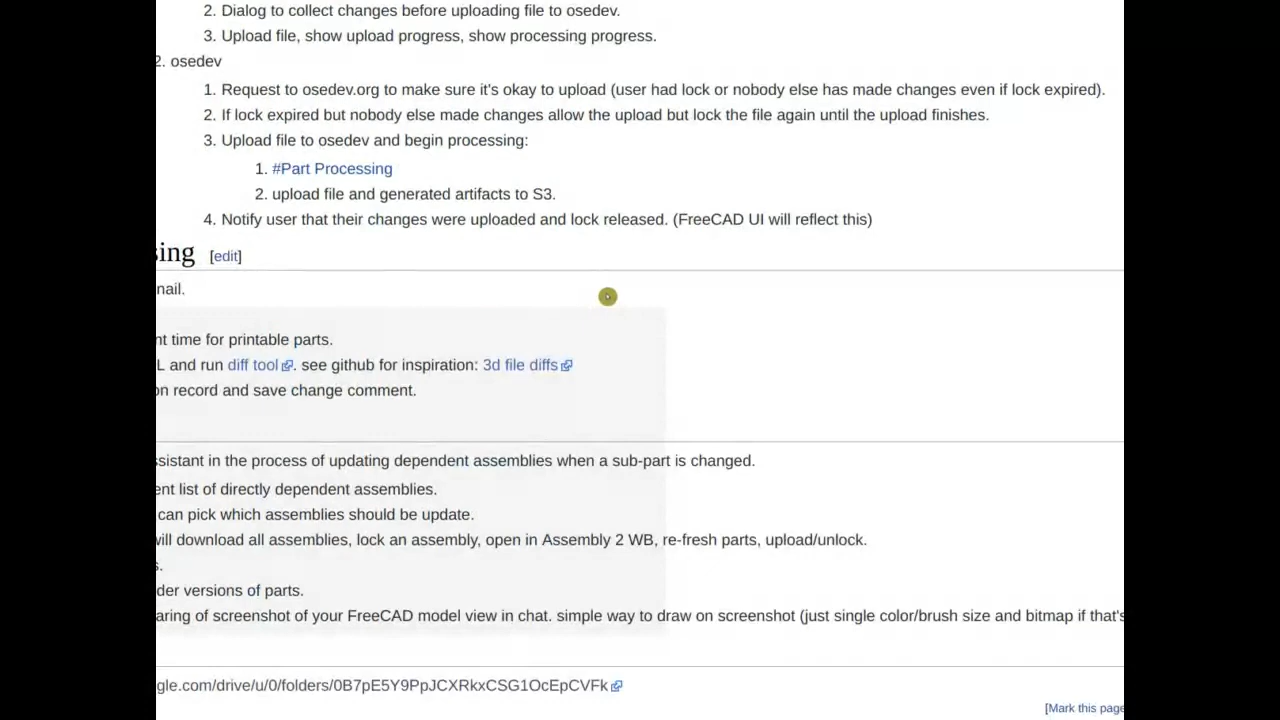 2. Dialog to collect changes before uploading file to osedev.
3. Upload file, show upload progress, show processing progress.
2. osedev
1. Request to osedev.org to make sure it's okay to upload (user had lock or nobody else has made changes even if lock expired).
2. If lock expired but nobody else made changes allow the upload but lock the file again until the upload finishes.
3. Upload file to osedev and begin processing:
1. #Part Processing
2. upload file and generated artifacts to S3.
4. Notify user that their changes were uploaded and lock released. (FreeCAD UI will reflect this)
sing [edit]
nail.
nt time for printable parts.
L and run diff tool. see github for inspiration: 3d file diffs
on record and save change comment.
ssistant in the process of updating dependent assemblies when a sub-part is changed.
ent list of directly dependent assemblies.
can pick which assemblies should be update.
will download all assemblies, lock an assembly, open in Assembly 2 WB, re-fresh parts, upload/unlock.
s.
der versions of parts.
aring of screenshot of your FreeCAD model view in chat. simple way to draw on screenshot (just single color/brush size and bitmap if that's
gle.com/drive/u/0/folders/0B7pE5Y9PpJCXRkxCSG1OcEpCVFk
[Mark this page